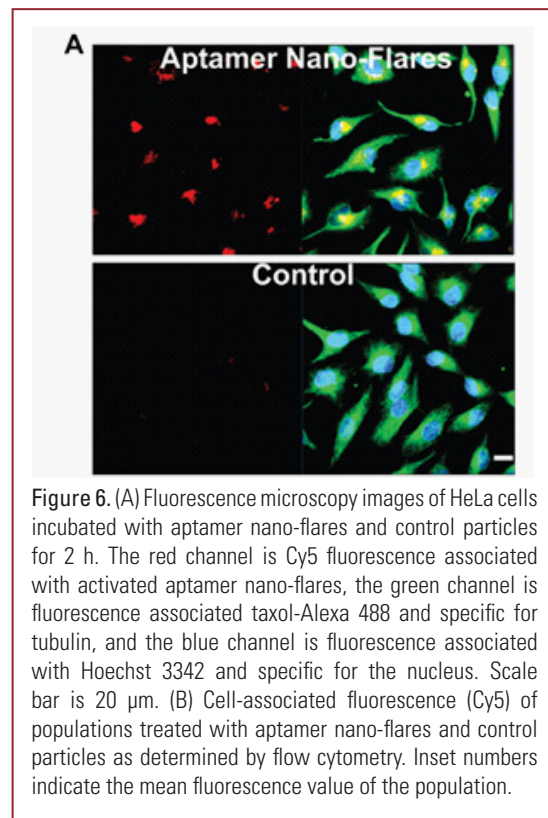 A
Aptamer Nano-Flares
Control
Figure 6. (A) Fluorescence microscopy images of HeLa cells
incubated with aptamer nano-flares and control particles
for 2 h. The red channel is Cy5 fluorescence associated
with activated aptamer nano-flares, the green channel is
fluorescence associated taxol-Alexa 488 and specific for
tubulin, and the blue channel is fluorescence associated
with Hoechst 3342 and specific for the nucleus. Scale
bar is 20 μm. (B) Cell-associated fluorescence (Cy5) of
populations treated with aptamer nano-flares and control
particles as determined by flow cytometry. Inset numbers
indicate the mean fluorescence value of the population.